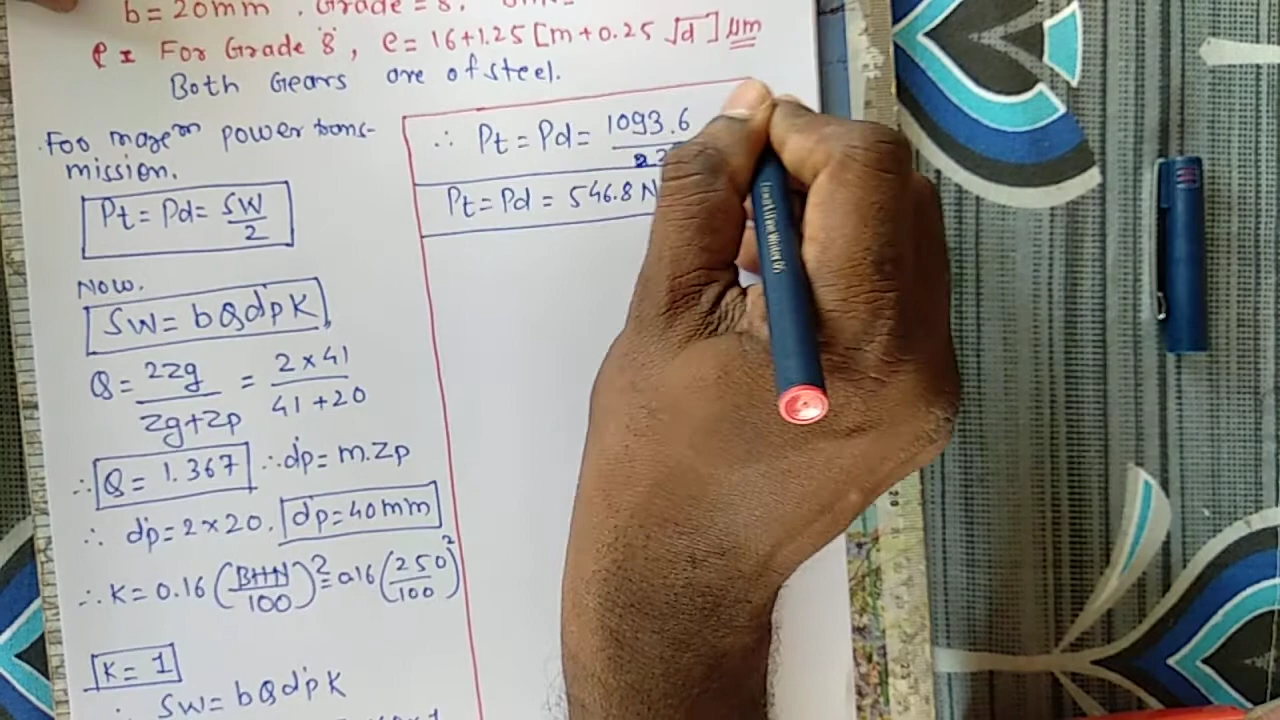 b=20mm . Grade = 8.
e I For Grade 8, e = 16+1.25 [m + 0.25 √d] μm
Both Gears are of steel.
For maxm power trans-
mission.
Pt = Pd = SW/2
Now.
SW = bQdpK
Q = 2Zg/Zg+Zp = 2×41/41+20
∴ Q = 1.367 ∴ dp = m.Zp
∴ dp = 2×20. dp = 40mm
∴ K = 0.16 (BHN/100)² = 0.16 (250/100)²
K = 1
SW = bQdpK
∴ Pt = Pd = 1093.6
Pt = Pd = 546.8 N